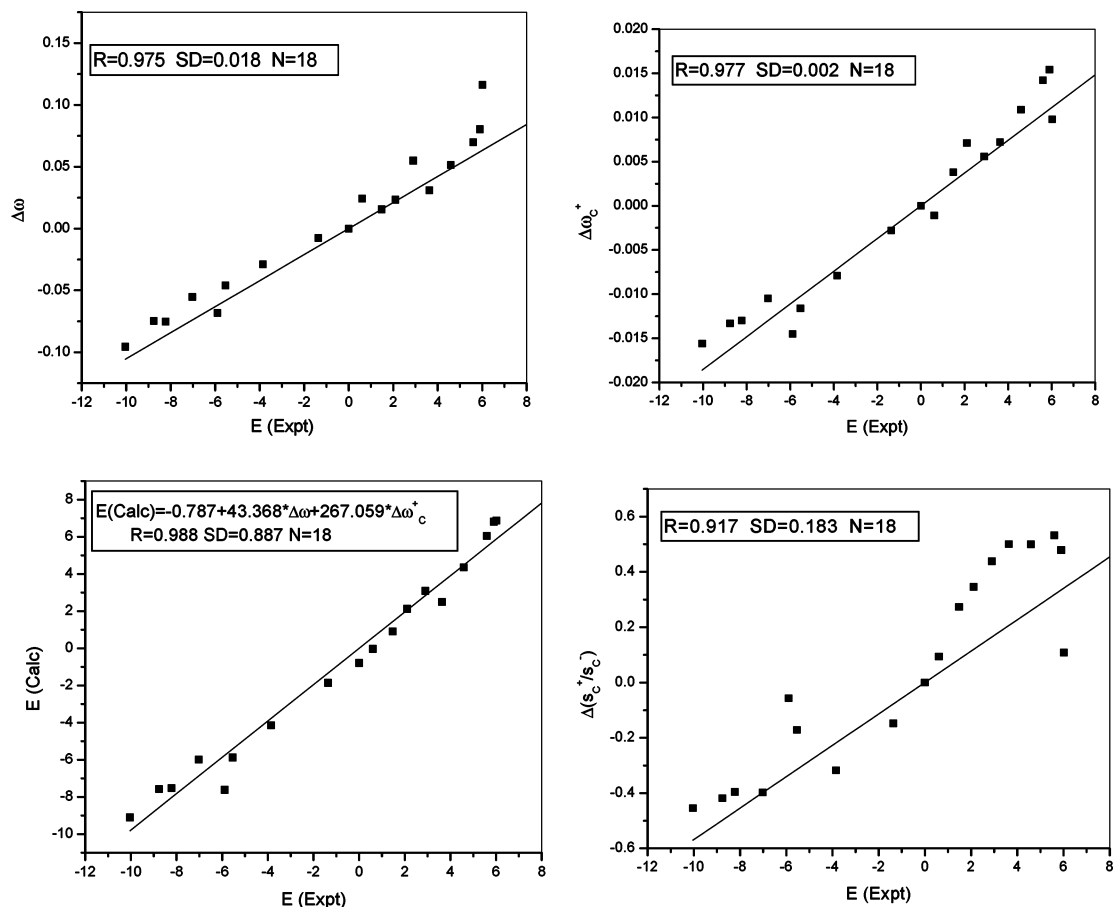 R=0.975 SD=0.018 N=18
0.15
0.10
0.05
0.00
-0.05
-0.10
Δω
-12 -10 -8 -6 -4 -2 0 2 4 6 8
E (Expt)
R=0.977 SD=0.002 N=18
0.020
0.015
0.010
0.005
0.000
-0.005
-0.010
-0.015
-0.020
Δω_C^+
-12 -10 -8 -6 -4 -2 0 2 4 6 8
E (Expt)
E(Calc)=-0.787+43.368*Δω+267.059*Δω_C^+
R=0.988 SD=0.887 N=18
8
6
4
2
0
-2
-4
-6
-8
-10
E (Calc)
-12 -10 -8 -6 -4 -2 0 2 4 6 8
E (Expt)
R=0.917 SD=0.183 N=18
0.6
0.4
0.2
0.0
-0.2
-0.4
-0.6
Δ(s_C^+/s_C^-)
-12 -10 -8 -6 -4 -2 0 2 4 6 8
E (Expt)